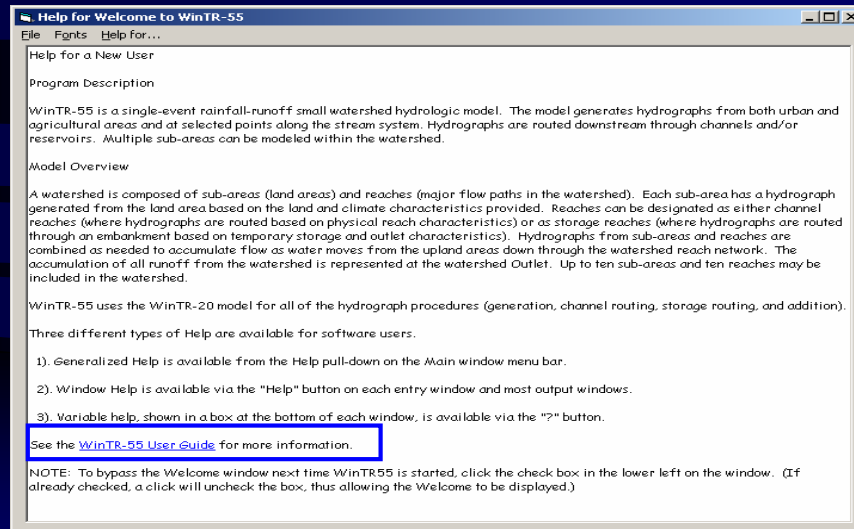 Help for Welcome to WinTR-55
File Fonts Help for...
Help for a New User
Program Description
WinTR-55 is a single-event rainfall-runoff small watershed hydrologic model. The model generates hydrographs from both urban and
agricultural areas and at selected points along the stream system. Hydrographs are routed downstream through channels and/or
reservoirs. Multiple sub-areas can be modeled within the watershed.
Model Overview
A watershed is composed of sub-areas (land areas) and reaches (major flow paths in the watershed). Each sub-area has a hydrograph
generated from the land area based on the land and climate characteristics provided. Reaches can be designated as either channel
reaches (where hydrographs are routed based on physical reach characteristics) or as storage reaches (where hydrographs are routed
through an embankment based on temporary storage and outlet characteristics). Hydrographs from sub-areas and reaches are
combined as needed to accumulate flow as water moves from the upland areas down through the watershed reach network. The
accumulation of all runoff from the watershed is represented at the watershed Outlet. Up to ten sub-areas and ten reaches may be
included in the watershed.
WinTR-55 uses the WinTR-20 model for all of the hydrograph procedures (generation, channel routing, storage routing, and addition).
Three different types of Help are available for software users.
1). Generalized Help is available from the Help pull-down on the Main window menu bar.
2). Window Help is available via the "Help" button on each entry window and most output windows.
3). Variable help, shown in a box at the bottom of each window, is available via the "?" button.
See the WinTR-55 User Guide for more information.
NOTE: To bypass the Welcome window next time WinTR55 is started, click the check box in the lower left on the window. (If
already checked, a click will uncheck the box, thus allowing the Welcome to be displayed.)